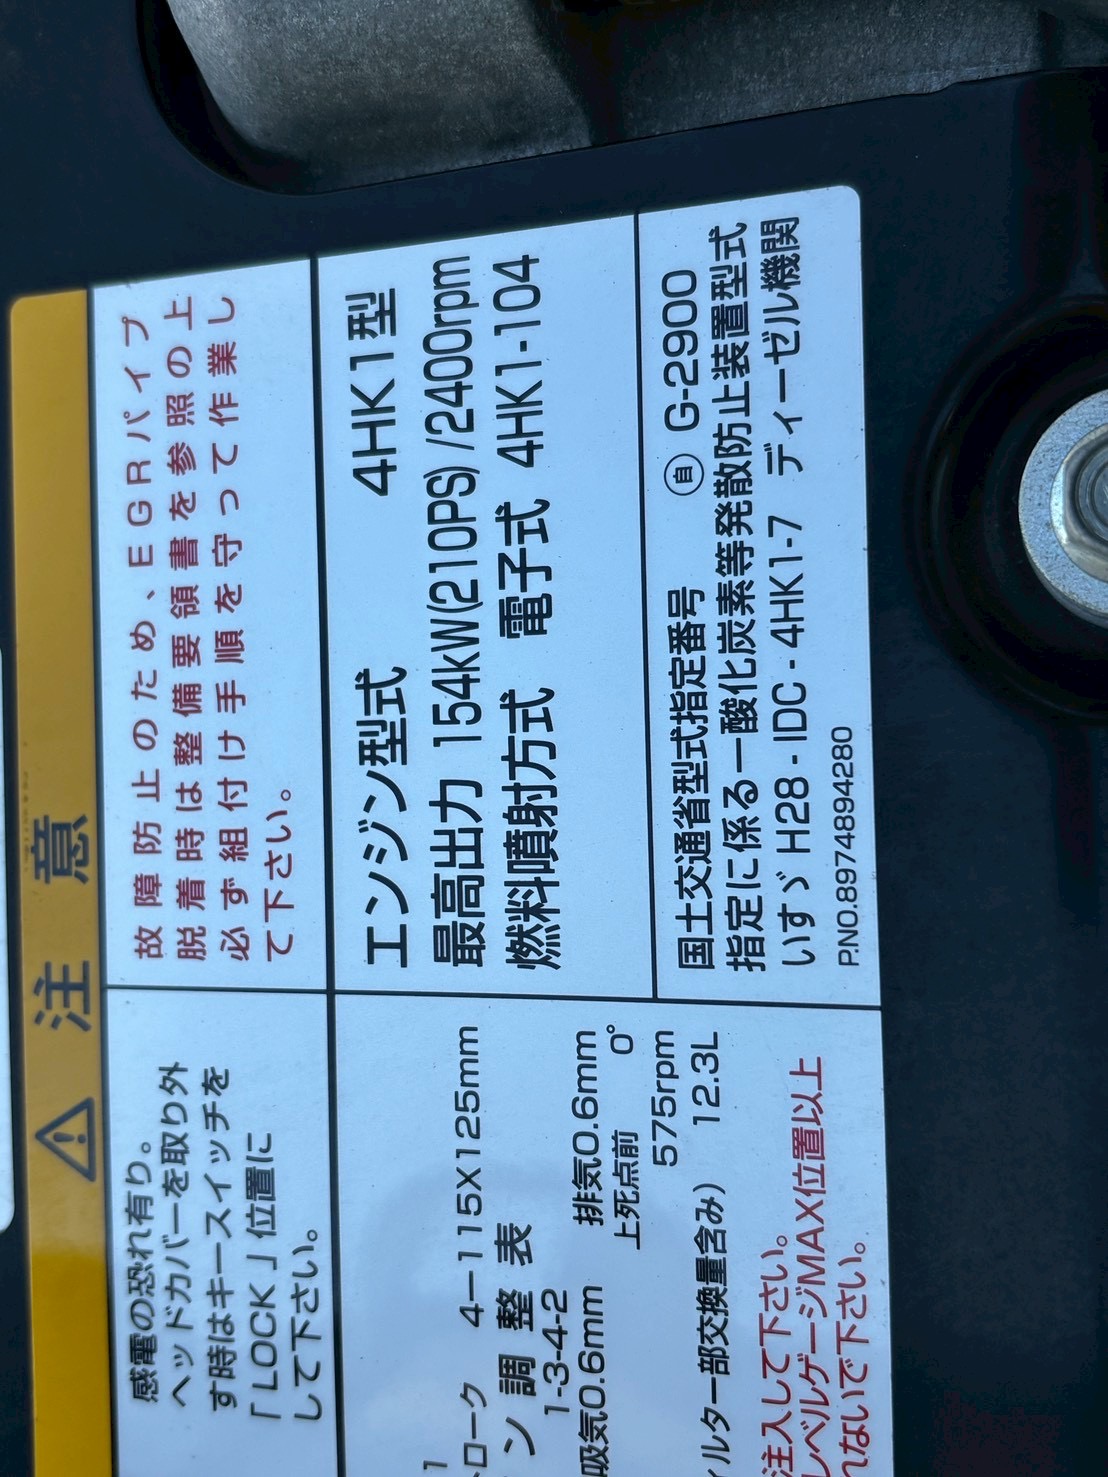 ⚠ 注 意
感電の恐れ有り。
ヘッドカバーを取り外
す時はキースイッチを
「LOCK」位置に
して下さい。
故障防止のため、EGRパイプ
脱着時は整備要領書を参照の上
必ず組付け手順を守って作業し
て下さい。
トローク 4-115X125mm
ン 調 整 表
1-3-4-2
吸気0.6mm 排気0.6mm
上死点前 0°
575rpm
ィルター部交換量含み) 12.3L
注入して下さい。
レベルゲージMAX位置以上
れないで下さい。
エンジン型式 4HK1型
最高出力 154kW(210PS)/2400rpm
燃料噴射方式 電子式 4HK1-104
国土交通省型式指定番号 ㊀自 G-2900
指定に係る一酸化炭素等発散防止装置型式
いすゞ H28-IDC-4HK1-7 ディーゼル機関
P.NO.8974894280